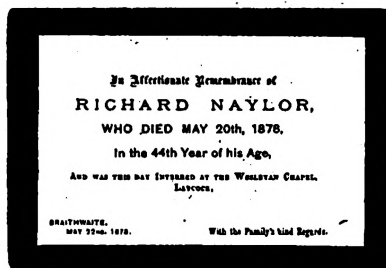 In Affectionate Remembrance of
RICHARD NAYLOR,
WHO DIED MAY 20th, 1878,
In the 44th Year of his Age,
AND WAS THIS DAY INTERRED AT THE WESLEYAN CHAPEL,
LAYCOCK.
BRAITHWAITE,
MAY 22ND, 1878.
With the Family's kind Regards.